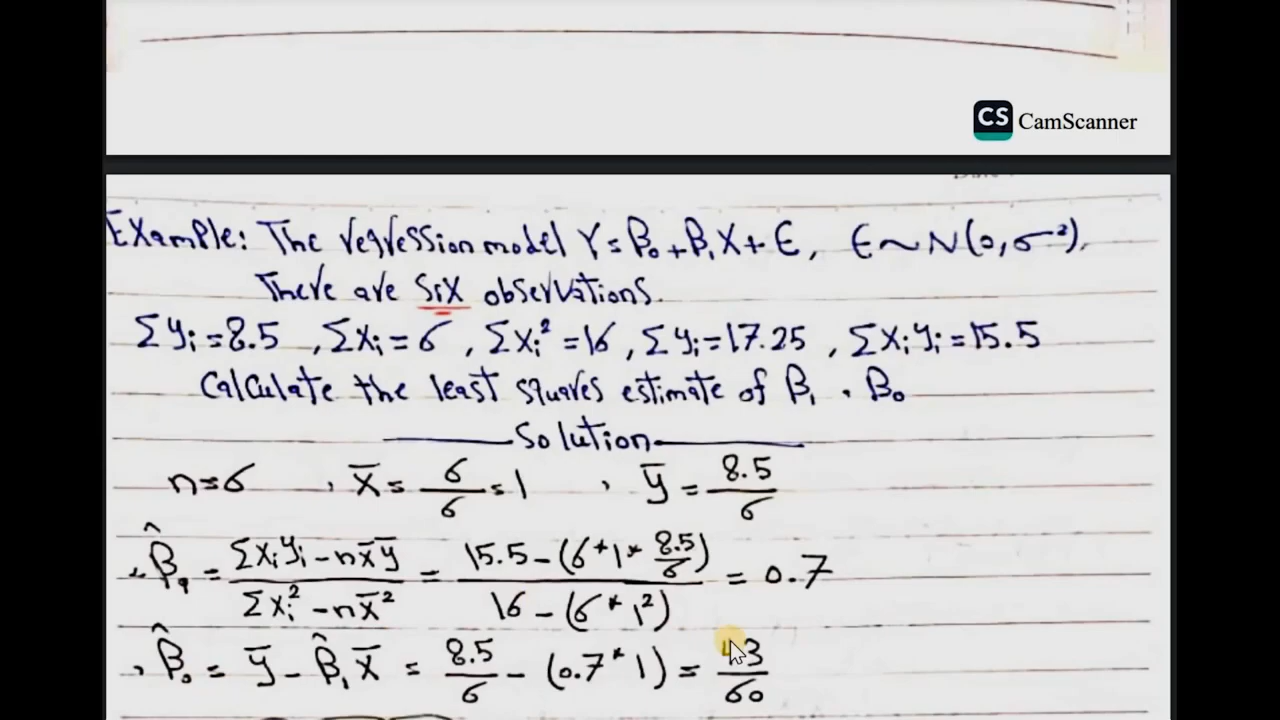 CS CamScanner
Example: The regression model Y = β₀ + β₁X + ϵ, ϵ ~ N(0, σ²).
There are six observations.
Σyᵢ = 8.5 , Σxᵢ = 6 , Σxᵢ² = 16 , Σyᵢ = 17.25 , Σxᵢyᵢ = 15.5
Calculate the least squares estimate of β₁ , β₀
Solution
n = 6 , x̄ = 6/6 = 1 , ȳ = 8.5/6
, β̂₁ = (Σxᵢyᵢ - nx̄ȳ)/(Σxᵢ² - nx̄²) = (15.5 - (6 * 1 * 8.5/6))/(16 - (6 * 1²)) = 0.7
, β̂₀ = ȳ - β̂₁x̄ = 8.5/6 - (0.7 * 1) = 43/60